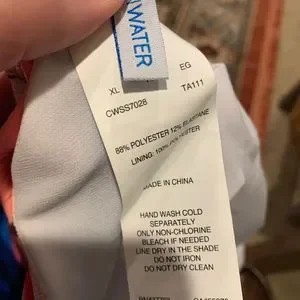 WATER
XL EG
CWSS7028 TA111
88% POLYESTER 12% ELASTANE
LINING: 100% POLYESTER
MADE IN CHINA
HAND WASH COLD
SEPARATELY
ONLY NON-CHLORINE
BLEACH IF NEEDED
LINE DRY IN THE SHADE
DO NOT IRON
DO NOT DRY CLEAN